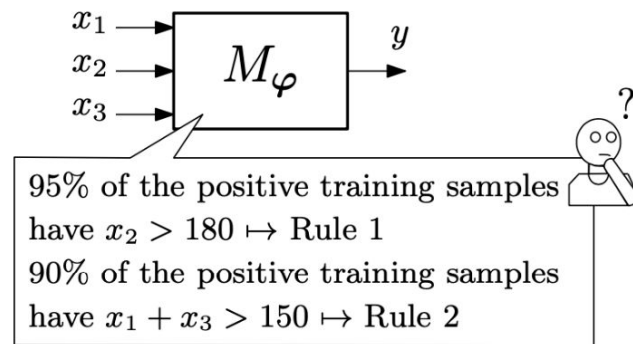 x₁
x₂
x₃
M_φ
y
?
95% of the positive training samples
have x₂ > 180 ↦ Rule 1
90% of the positive training samples
have x₁ + x₃ > 150 ↦ Rule 2